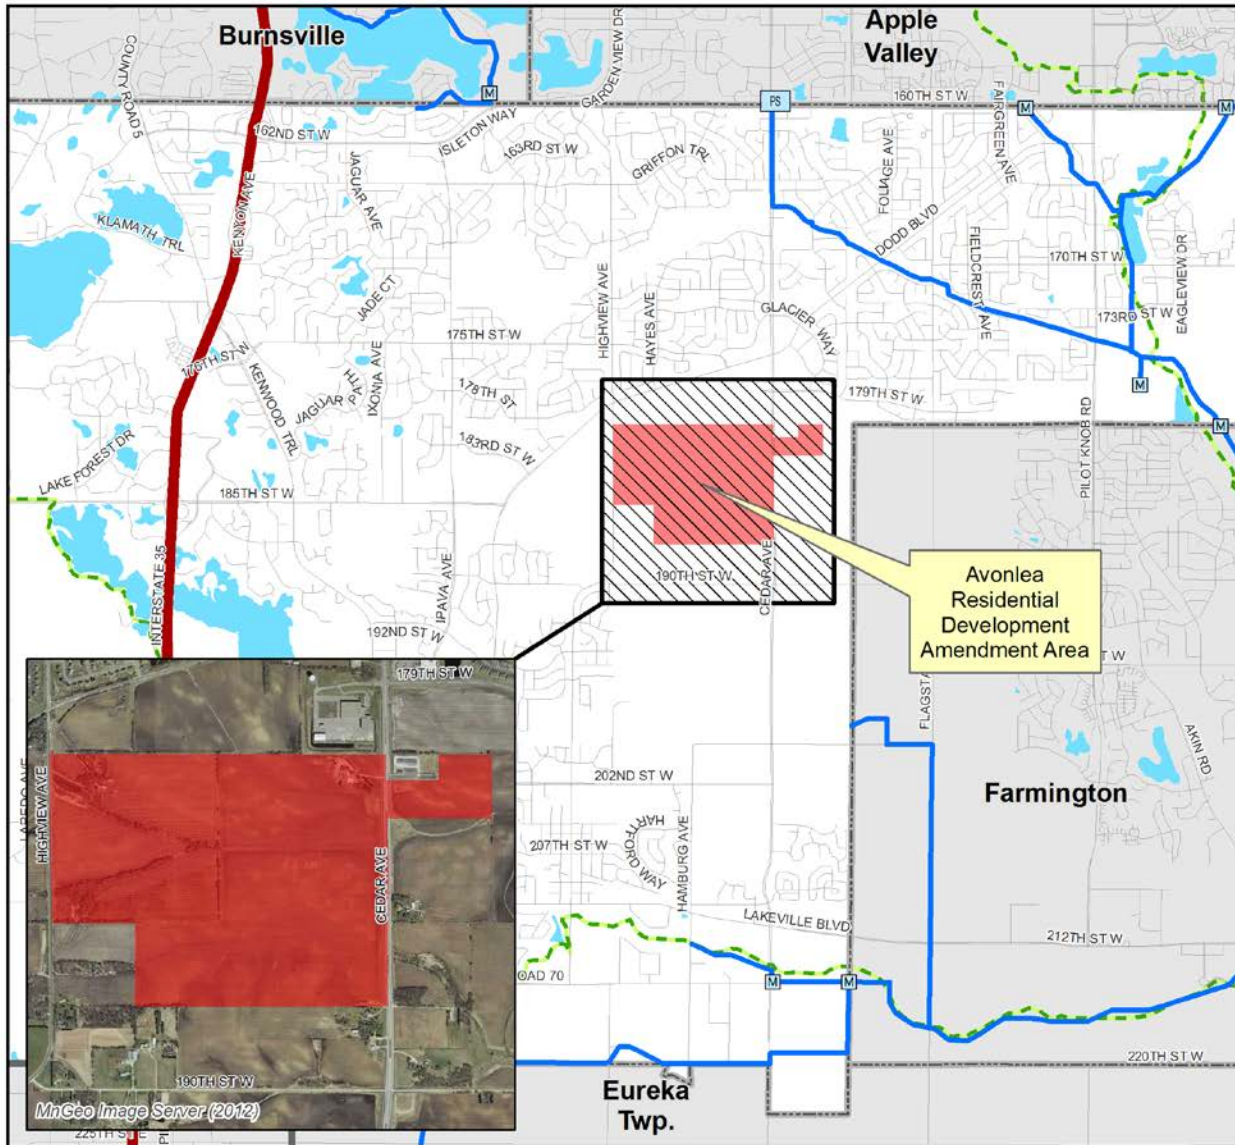 Burnsville
Apple
Valley
COUNTY ROAD 5
GARDEN VIEW DR
PS
M
160TH ST W
M
M
FAIRGREEN AVE
162ND ST W
ISLETON WAY
163RD ST W
GRIFFON TRL
JAGUAR AVE
FOLIAGE AVE
KENYON AVE
KLAMATH TRL
DODD BLVD
FIELDCREST AVE
170TH ST W
EAGLEVIEW DR
JADE CT
HIGHVIEW AVE
HAYES AVE
GLACIER WAY
173RD ST W
175TH ST W
176TH ST W
KENWOOD TRL
JAGUAR PATH
IXONIA AVE
178TH ST
179TH ST W
M
M
183RD ST W
LAKE FOREST DR
185TH ST W
PILOT KNOB RD
INTERSTATE 35
IPAVA AVE
190TH ST W
CEDAR AVE
192ND ST W
Avonlea
Residential
Development
Amendment Area
T W
FLAGSTA
AKIN RD
179TH ST W
HIGHVIEW AVE
CEDAR AVE
190TH ST W
MnGeo Image Server (2012)
202ND ST W
Farmington
HARTFORD WAY
207TH ST W
HAMBURG AVE
LAKEVILLE BLVD
212TH ST W
OAD 70
M
M
220TH ST W
Eureka
Twp.
225TH ST E